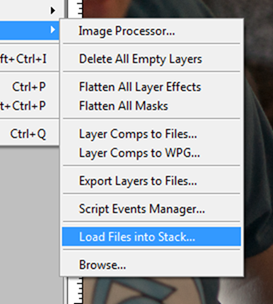 Image Processor...
Delete All Empty Layers
ft+Ctrl+I
Flatten All Layer Effects
Ctrl+P
Flatten All Masks
t+Ctrl+P
Layer Comps to Files...
Ctrl+Q
Layer Comps to WPG...
Export Layers to Files...
Script Events Manager...
Load Files into Stack...
Browse...